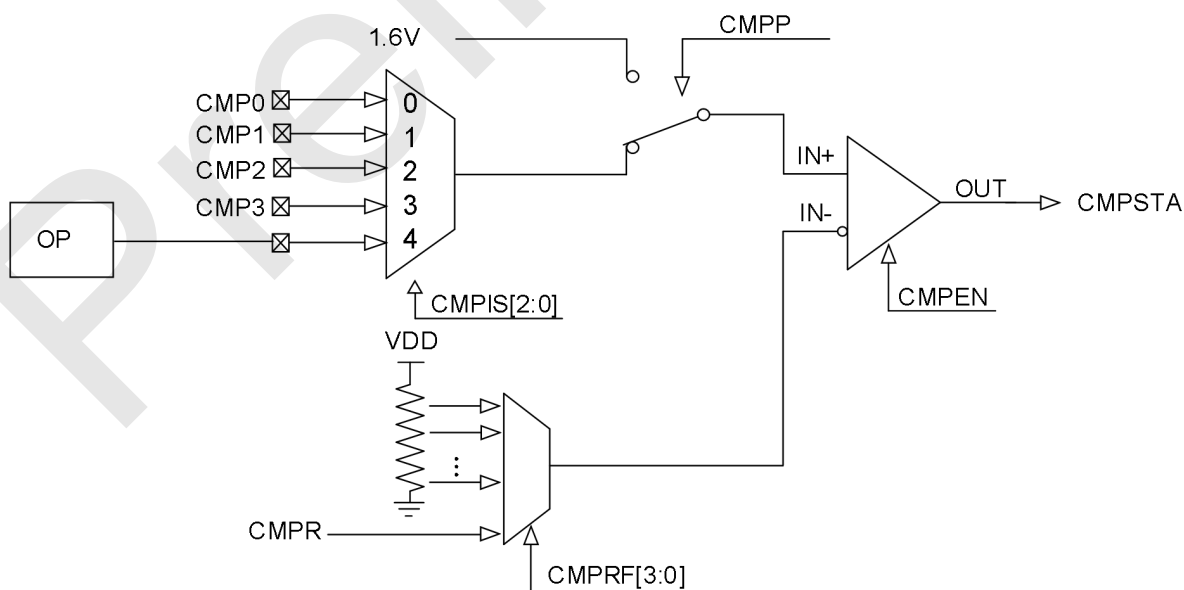 1.6V
CMPP
CMP0
0
CMP1
1
CMP2
2
CMP3
3
OP
4
IN+
IN-
OUT
CMPSTA
CMPEN
CMPIS[2:0]
VDD
CMPR
CMPRF[3:0]